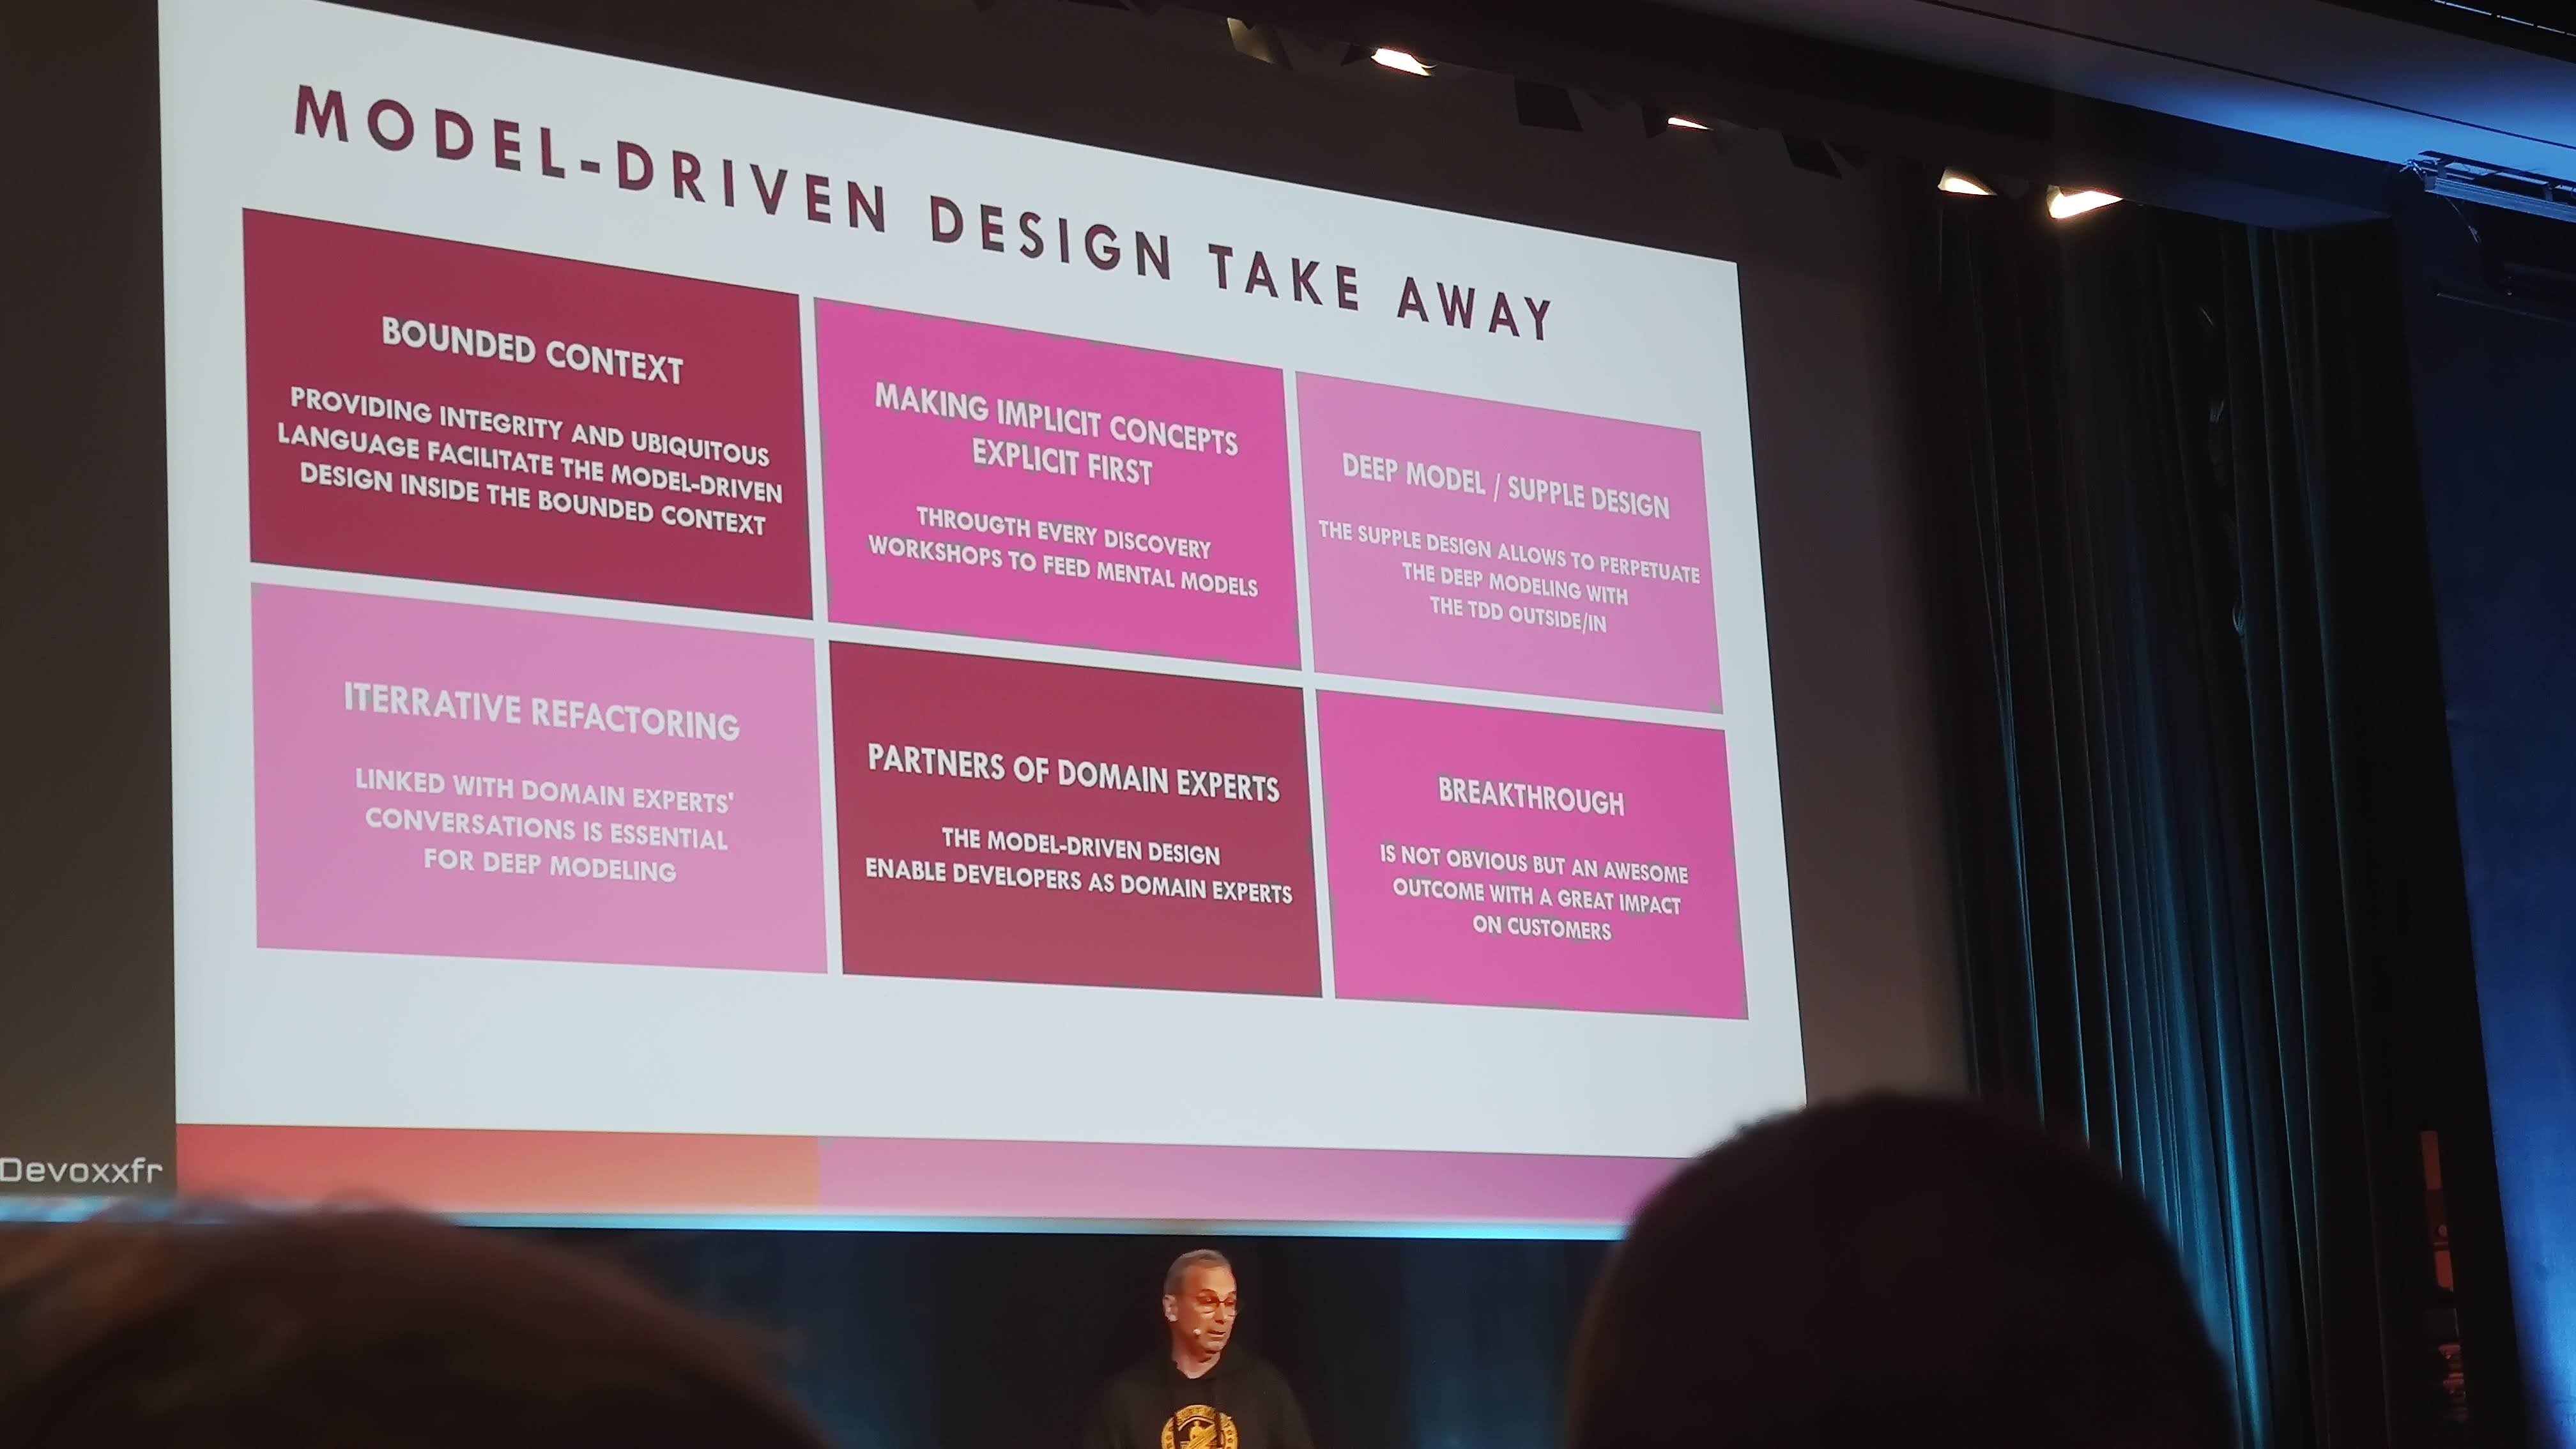 MODEL-DRIVEN DESIGN TAKE AWAY
BOUNDED CONTEXT
PROVIDING INTEGRITY AND UBIQUITOUS
LANGUAGE FACILITATE THE MODEL-DRIVEN
DESIGN INSIDE THE BOUNDED CONTEXT
MAKING IMPLICIT CONCEPTS
EXPLICIT FIRST
THROUGTH EVERY DISCOVERY
WORKSHOPS TO FEED MENTAL MODELS
DEEP MODEL / SUPPLE DESIGN
THE SUPPLE DESIGN ALLOWS TO PERPETUATE
THE DEEP MODELING WITH
THE TDD OUTSIDE/IN
ITERRATIVE REFACTORING
LINKED WITH DOMAIN EXPERTS'
CONVERSATIONS IS ESSENTIAL
FOR DEEP MODELING
PARTNERS OF DOMAIN EXPERTS
THE MODEL-DRIVEN DESIGN
ENABLE DEVELOPERS AS DOMAIN EXPERTS
BREAKTHROUGH
IS NOT OBVIOUS BUT AN AWESOME
OUTCOME WITH A GREAT IMPACT
ON CUSTOMERS
Devoxxfr